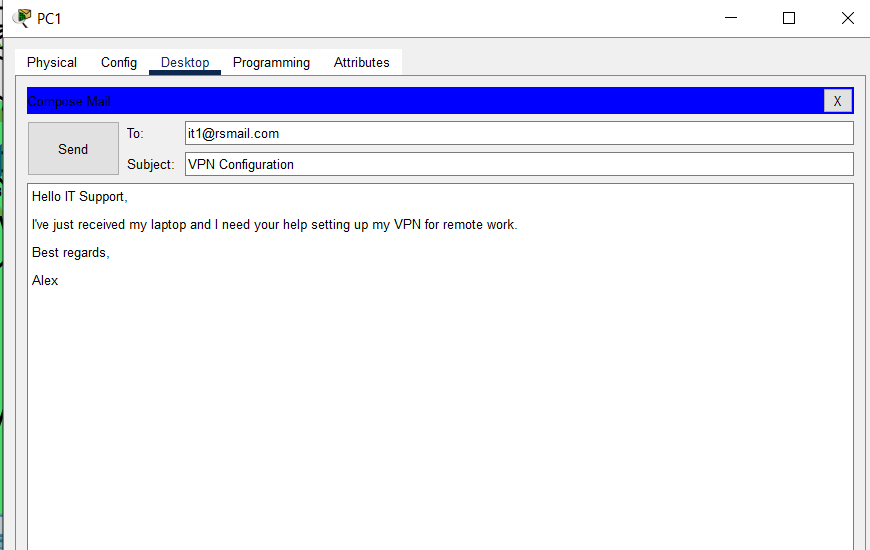 PC1
Physical Config Desktop Programming Attributes
Compose Mail
X
Send
To: it1@rsmail.com
Subject: VPN Configuration
Hello IT Support,
I've just received my laptop and I need your help setting up my VPN for remote work.
Best regards,
Alex